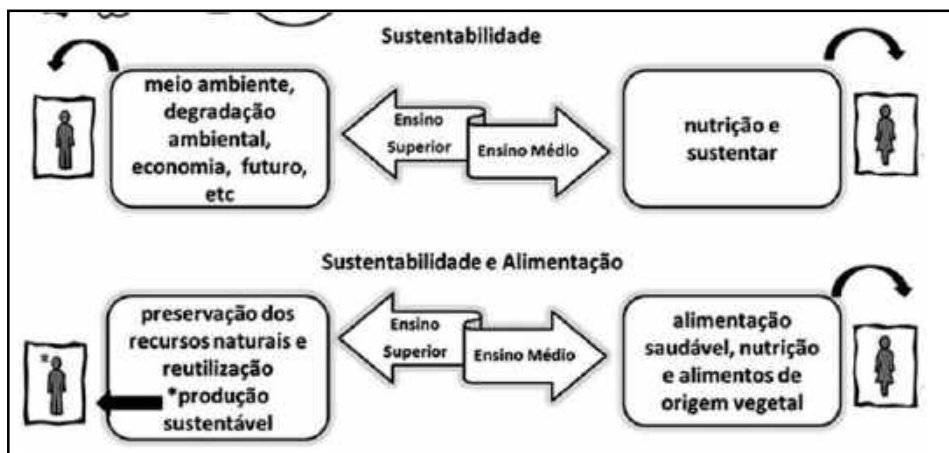 Sustentabilidade
meio ambiente,
degradação
ambiental,
economia, futuro,
etc
Ensino
Superior
Ensino Médio
nutrição e
sustentar
Sustentabilidade e Alimentação
preservação dos
recursos naturais e
reutilização
*produção
sustentável
*
Ensino
Superior
Ensino Médio
alimentação
saudável, nutrição
e alimentos de
origem vegetal